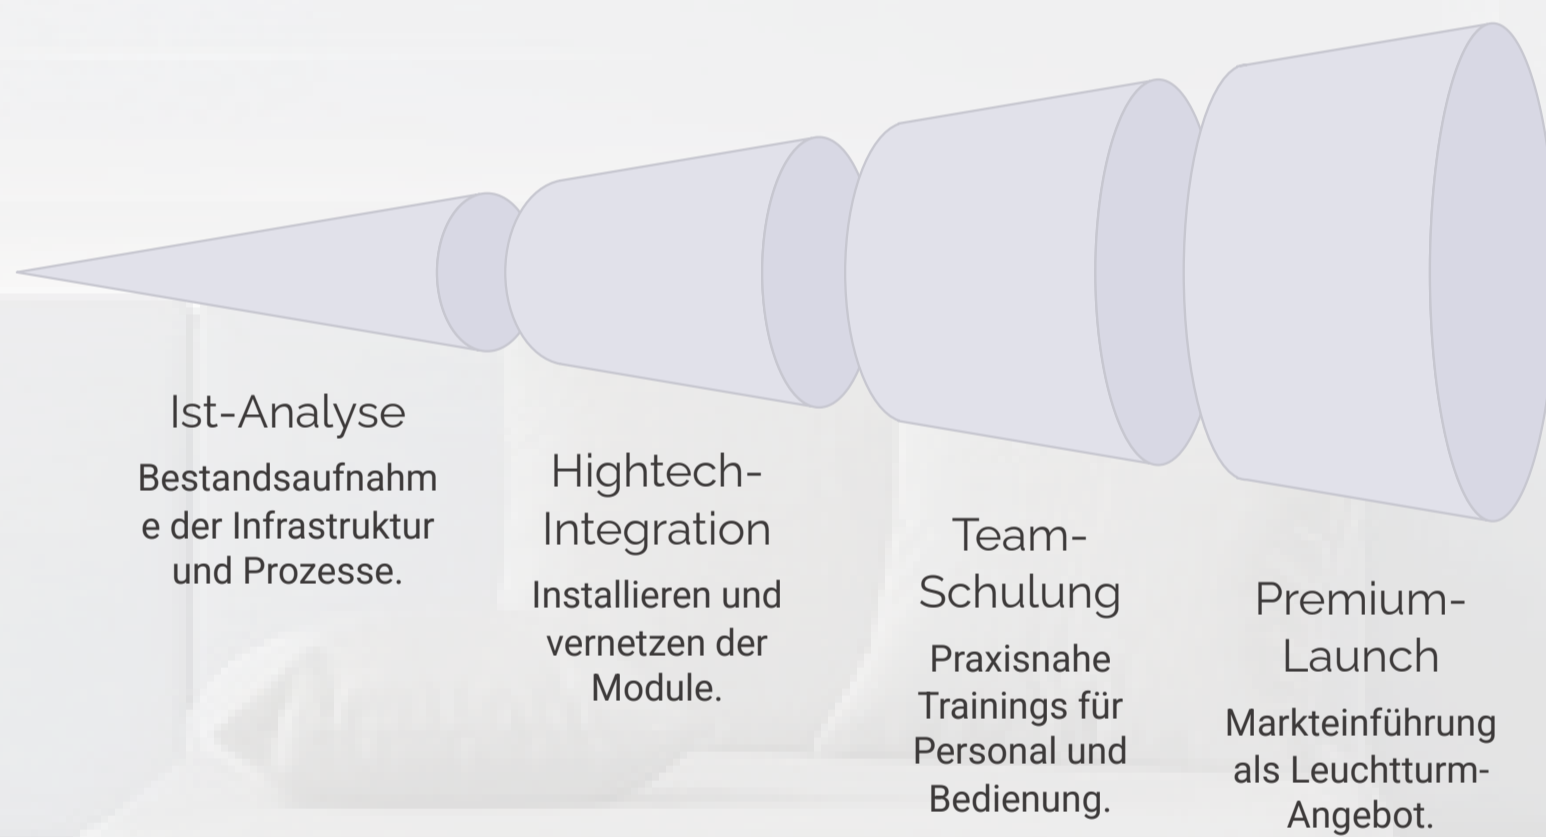 Ist-Analyse
Bestandsaufnahm
e der Infrastruktur
und Prozesse.
Hightech-
Integration
Installieren und
vernetzen der
Module.
Team-
Schulung
Praxisnahe
Trainings für
Personal und
Bedienung.
Premium-
Launch
Markteinführung
als Leuchtturm-
Angebot.